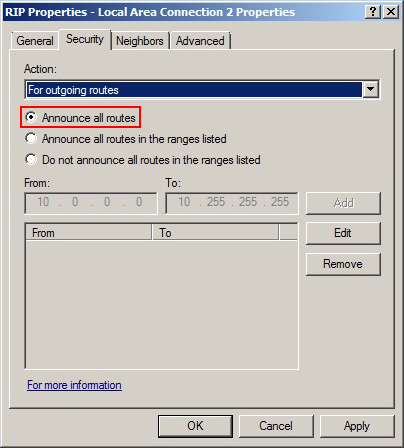 RIP Properties - Local Area Connection 2 Properties
General Security Neighbors Advanced
Action:
For outgoing routes
Announce all routes
Announce all routes in the ranges listed
Do not announce all routes in the ranges listed
From: To:
10 . 0 . 0 . 0 10 . 255 . 255 . 255 Add
From To Edit
Remove
For more information
OK Cancel Apply